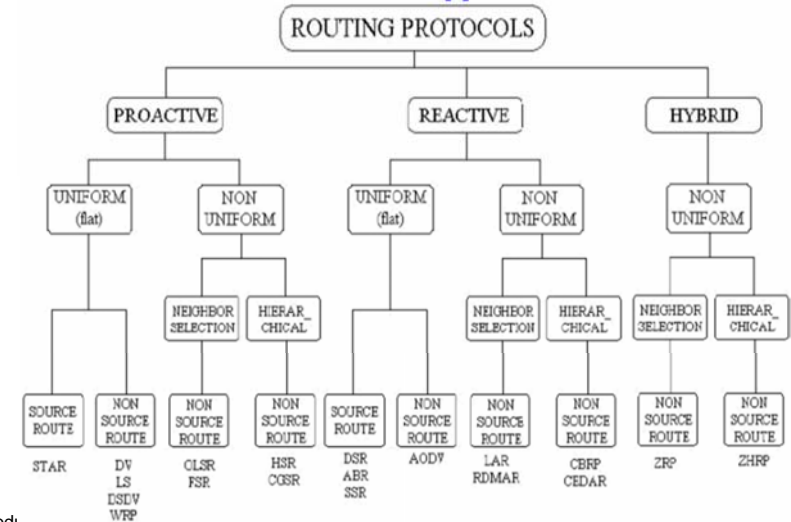 ROUTING PROTOCOLS
PROACTIVE
REACTIVE
HYBRID
UNIFORM
(flat)
NON
UNIFORM
UNIFORM
(flat)
NON
UNIFORM
NON
UNIFORM
NEIGHBOR
SELECTION
HIERAR_
CHICAL
NEIGHBOR
SELECTION
HIERAR_
CHICAL
NEIGHBOR
SELECTION
HIERAR_
CHICAL
SOURCE
ROUTE
NON
SOURCE
ROUTE
NON
SOURCE
ROUTE
NON
SOURCE
ROUTE
SOURCE
ROUTE
NON
SOURCE
ROUTE
NON
SOURCE
ROUTE
NON
SOURCE
ROUTE
NON
SOURCE
ROUTE
NON
SOURCE
ROUTE
STAR
DV
LS
DSDV
WRP
OLSR
FSR
HSR
CGSR
DSR
ABR
SSR
AODV
LAR
RDMAR
CBRP
CEDAR
ZRP
ZHRP